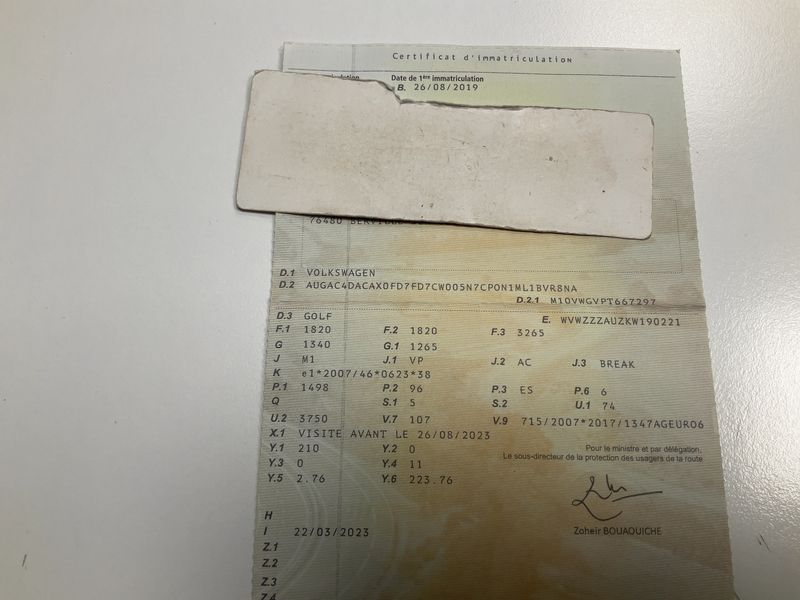 Certificat d'immatriculation
Date de 1ère immatriculation
B. 26/08/2019
76480
D.1 VOLKSWAGEN
D.2 AUGAC4DACAX0FD7FD7CW005N7CPON1ML1BVR8NA
D.2.1 M10VWGVPT667297
D.3 GOLF E. WVWZZZAUZKW190221
F.1 1820 F.2 1820 F.3 3265
G 1340 G.1 1265
J M1 J.1 VP J.2 AC J.3 BREAK
K e1*2007/46*0623*38
P.1 1498 P.2 96 P.3 ES P.6 6
Q S.1 5 S.2 U.1 74
U.2 3750 V.7 107 V.9 715/2007*2017/1347AGEURO6
X.1 VISITE AVANT LE 26/08/2023
Y.1 210 Y.2 0
Y.3 0 Y.4 11
Y.5 2.76 Y.6 223.76
Pour le ministre et par délégation,
Le sous-directeur de la protection des usagers de la route
Zoheir BOUAOUICHE
H
I 22/03/2023
Z.1
Z.2
Z.3
Z.4